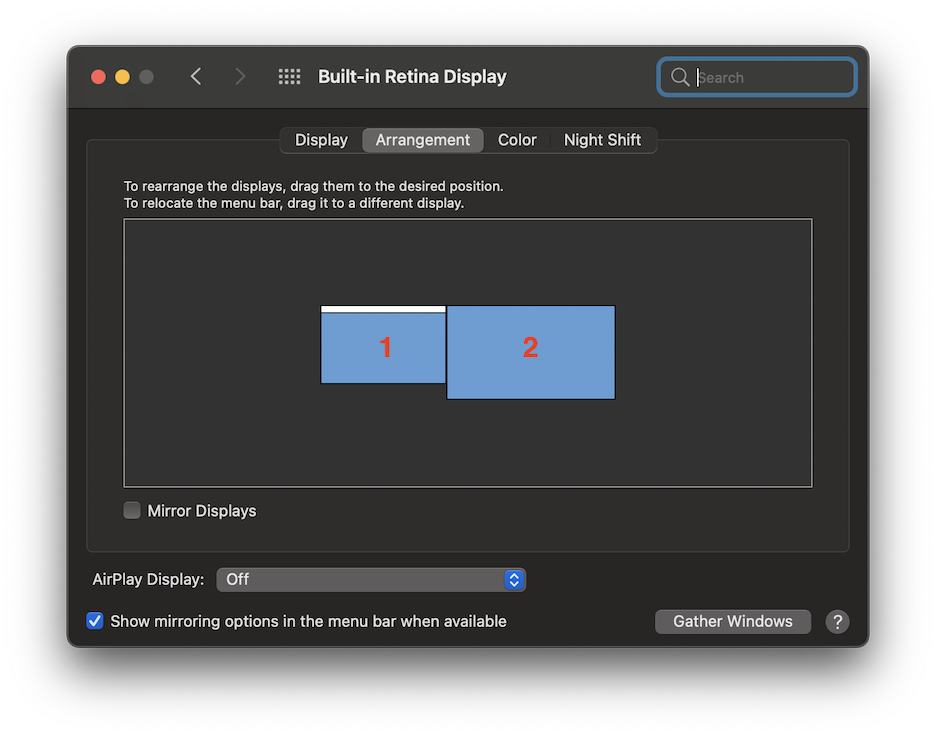 Built-in Retina Display
Search
Display Arrangement Color Night Shift
To rearrange the displays, drag them to the desired position.
To relocate the menu bar, drag it to a different display.
1 2
Mirror Displays
AirPlay Display: Off
Show mirroring options in the menu bar when available
Gather Windows ?